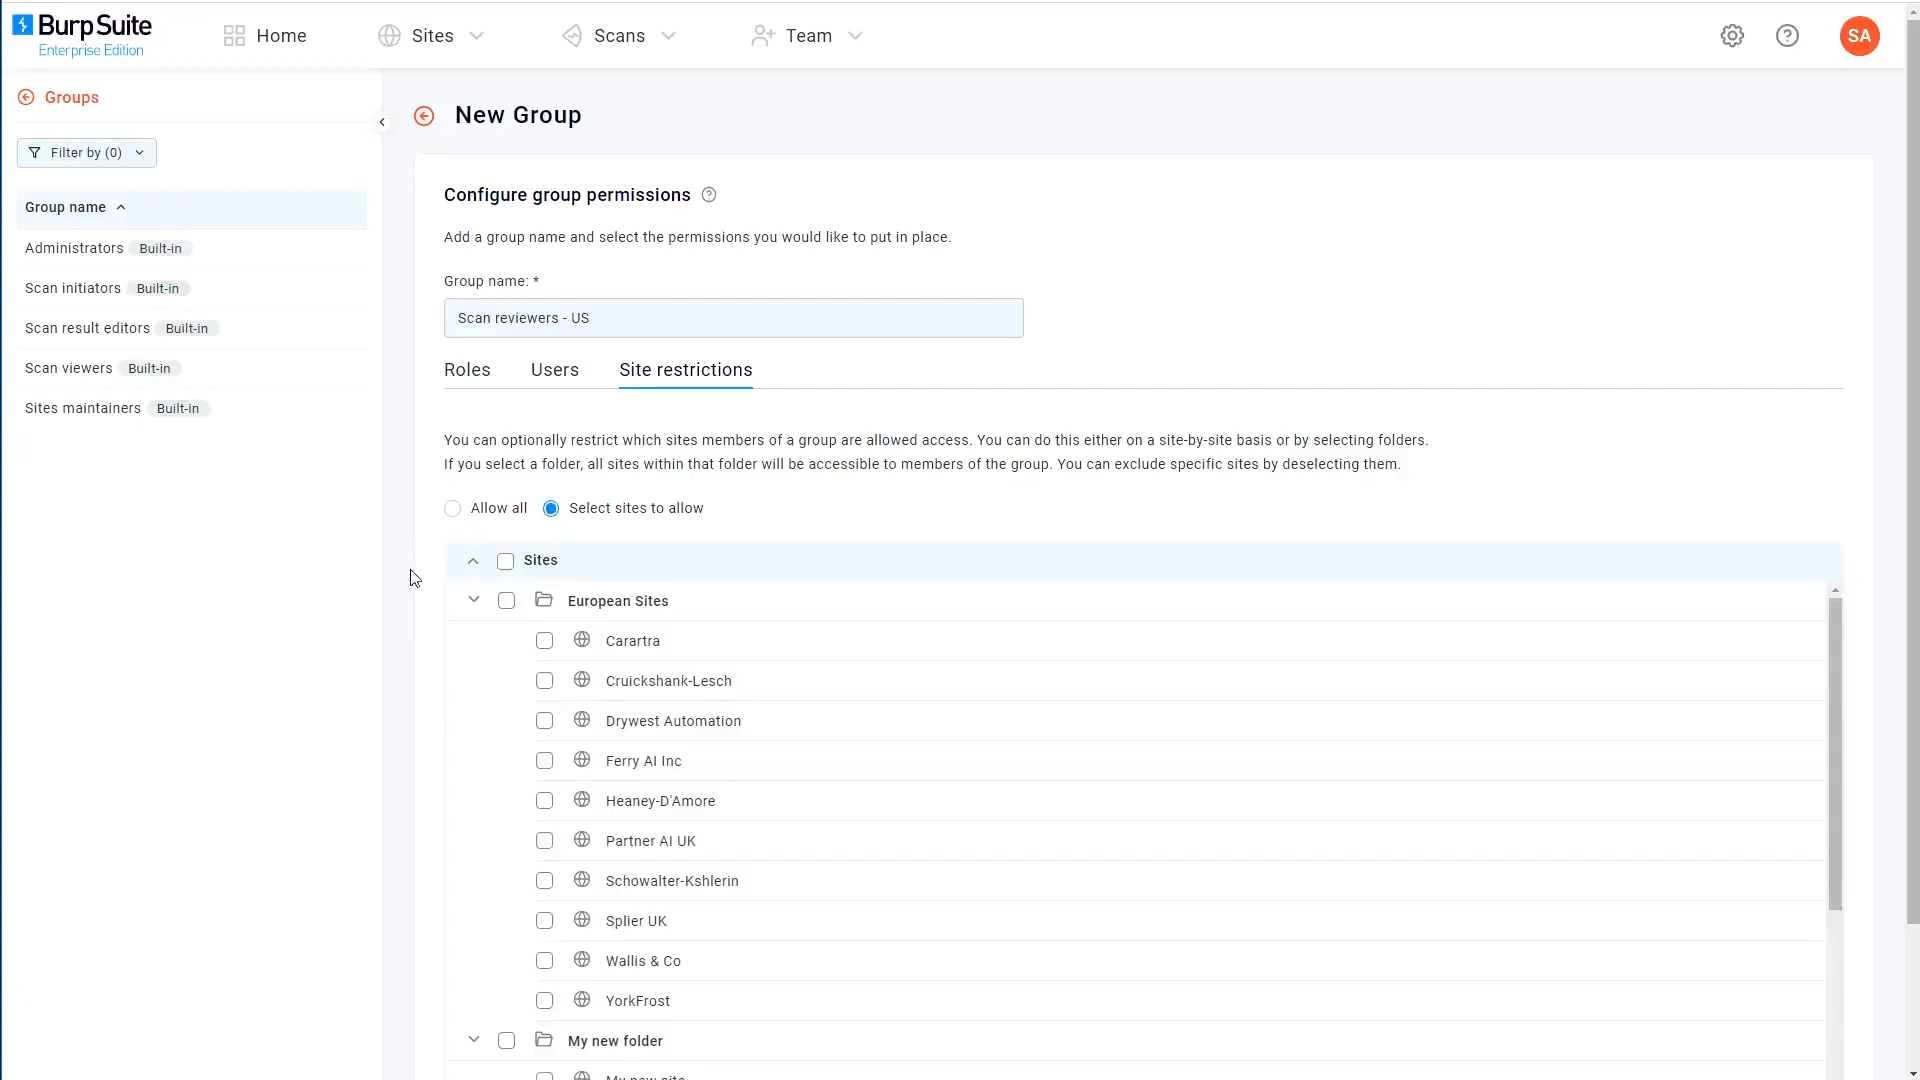 Burp Suite
Enterprise Edition
Home
Sites
Scans
Team
SA
Groups
Filter by (0)
Group name
Administrators Built-in
Scan initiators Built-in
Scan result editors Built-in
Scan viewers Built-in
Sites maintainers Built-in
New Group
Configure group permissions
Add a group name and select the permissions you would like to put in place.
Group name: *
Scan reviewers - US
Roles Users Site restrictions
You can optionally restrict which sites members of a group are allowed access. You can do this either on a site-by-site basis or by selecting folders.
If you select a folder, all sites within that folder will be accessible to members of the group. You can exclude specific sites by deselecting them.
Allow all Select sites to allow
Sites
European Sites
Carartra
Cruickshank-Lesch
Drywest Automation
Ferry AI Inc
Heaney-D'Amore
Partner AI UK
Schowalter-Kshlerin
Splier UK
Wallis & Co
YorkFrost
My new folder
My new site